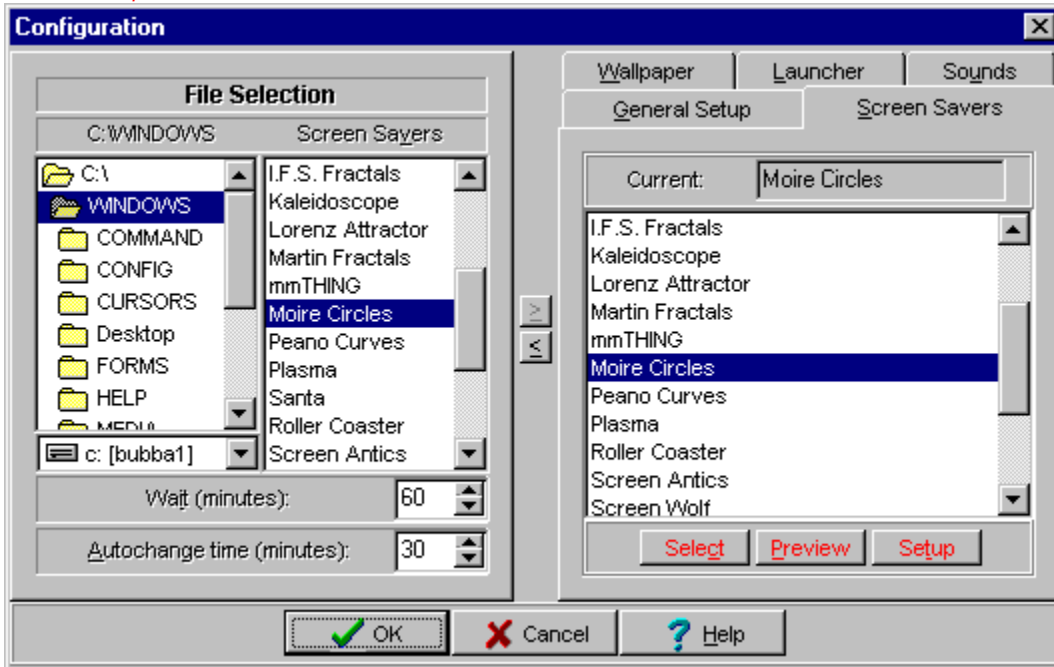 Configuration
File Selection
C:\WINDOWS
Screen Savers
C:\
WINDOWS
COMMAND
CONFIG
CURSORS
Desktop
FORMS
HELP
MEDIA
c: [bubba1]
I.F.S. Fractals
Kaleidoscope
Lorenz Attractor
Martin Fractals
mmTHING
Moire Circles
Peano Curves
Plasma
Santa
Roller Coaster
Screen Antics
Wait (minutes): 60
Autochange time (minutes): 30
≥
≤
Wallpaper Launcher Sounds
General Setup Screen Savers
Current: Moire Circles
I.F.S. Fractals
Kaleidoscope
Lorenz Attractor
Martin Fractals
mmTHING
Moire Circles
Peano Curves
Plasma
Roller Coaster
Screen Antics
Screen Wolf
Select Preview Setup
OK Cancel ? Help